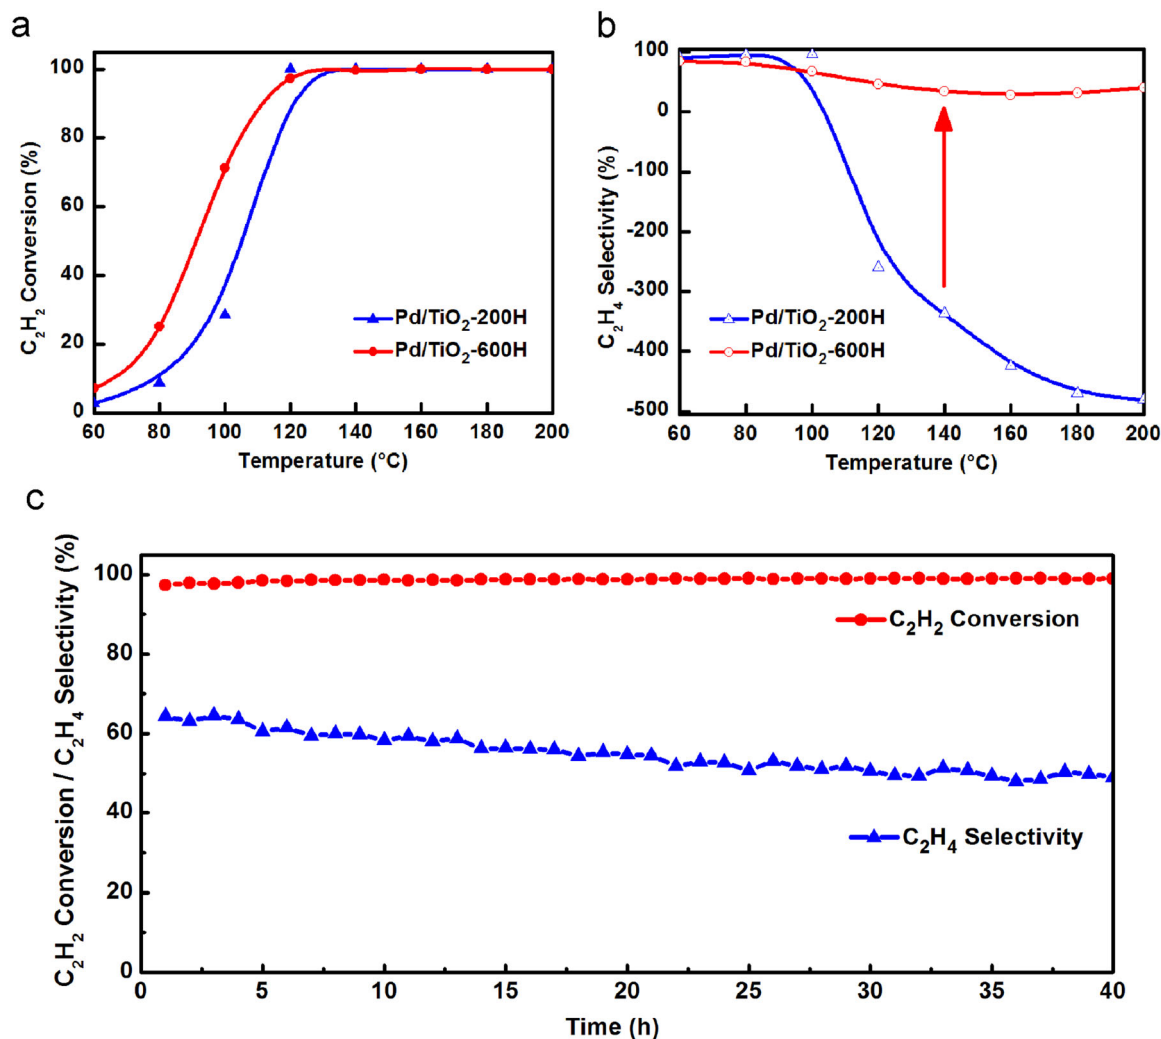 a
C₂H₂ Conversion (%)
100
80
60
40
20
0
60 80 100 120 140 160 180 200
Temperature (°C)
Pd/TiO₂-200H
Pd/TiO₂-600H
b
C₂H₄ Selectivity (%)
100
0
-100
-200
-300
-400
-500
60 80 100 120 140 160 180 200
Temperature (°C)
Pd/TiO₂-200H
Pd/TiO₂-600H
c
C₂H₂ Conversion / C₂H₄ Selectivity (%)
100
80
60
40
20
0
C₂H₂ Conversion
C₂H₄ Selectivity
0 5 10 15 20 25 30 35 40
Time (h)